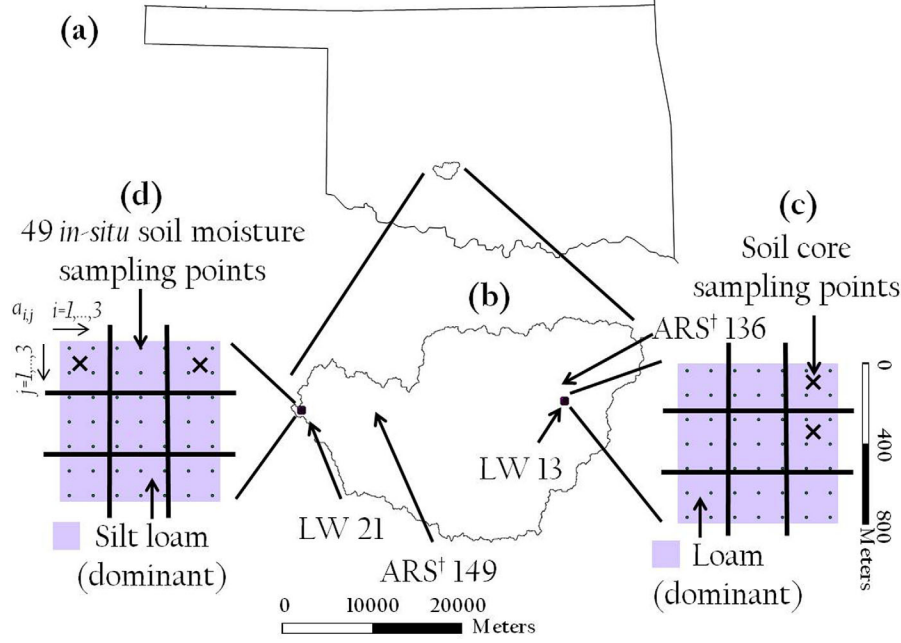 (a)
(d)
49 in-situ soil moisture
sampling points
a i,j
i=1,...,3
j=1,...,3
Silt loam
(dominant)
(b)
ARS† 136
LW 13
LW 21
ARS† 149
0 10000 20000
Meters
(c)
Soil core
sampling points
0
400
800
Meters
Loam
(dominant)